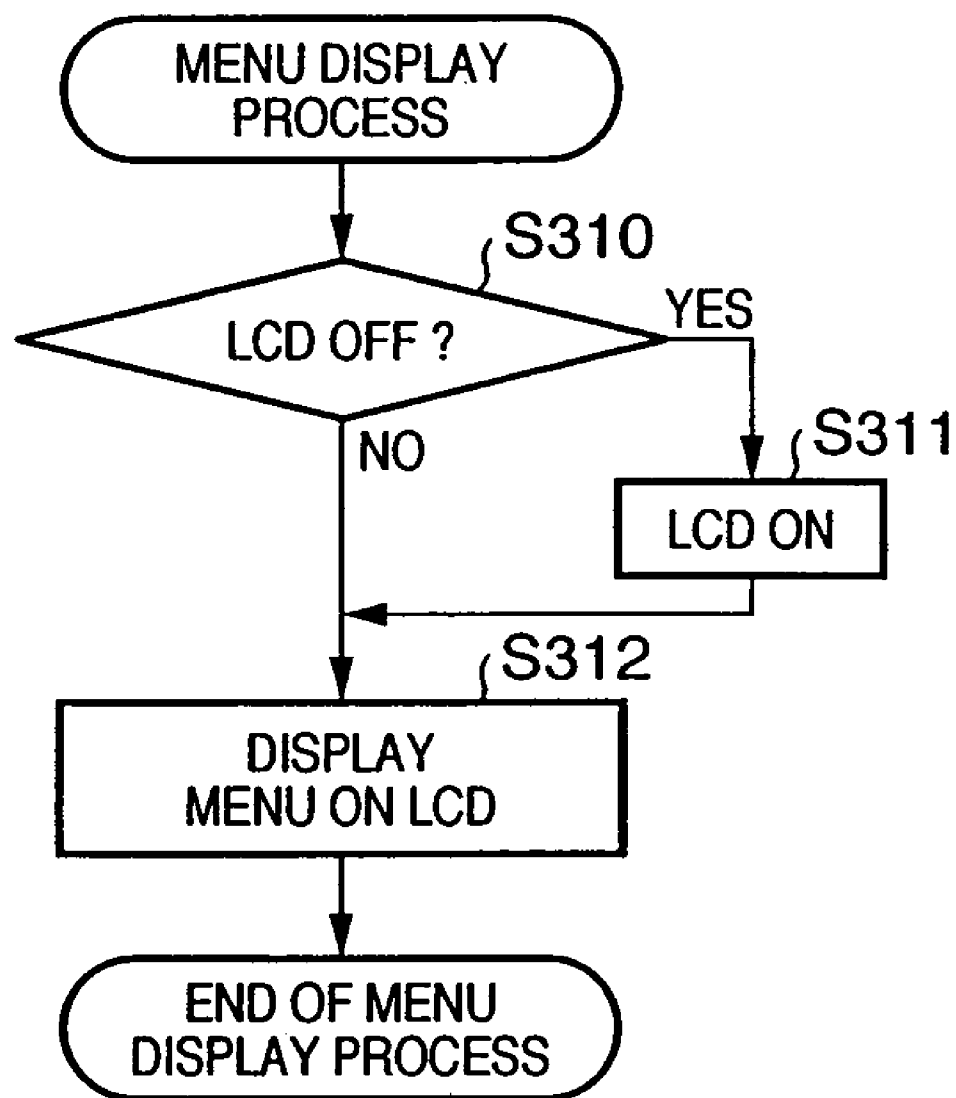 MENU DISPLAY
PROCESS
S310
LCD OFF ?
YES
NO
S311
LCD ON
S312
DISPLAY
MENU ON LCD
END OF MENU
DISPLAY PROCESS